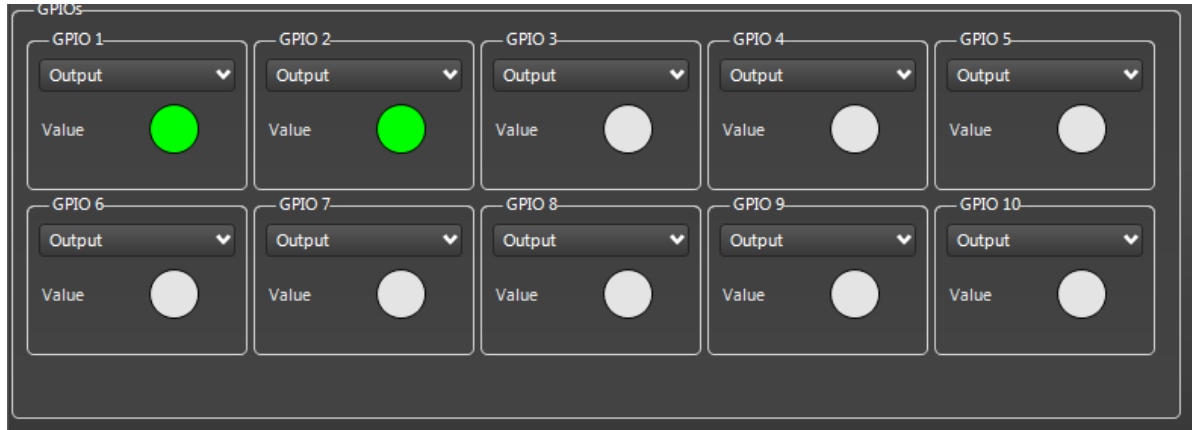 GPIOs
GPIO 1 GPIO 2 GPIO 3 GPIO 4 GPIO 5
Output Output Output Output Output
Value Value Value Value Value
GPIO 6 GPIO 7 GPIO 8 GPIO 9 GPIO 10
Output Output Output Output Output
Value Value Value Value Value